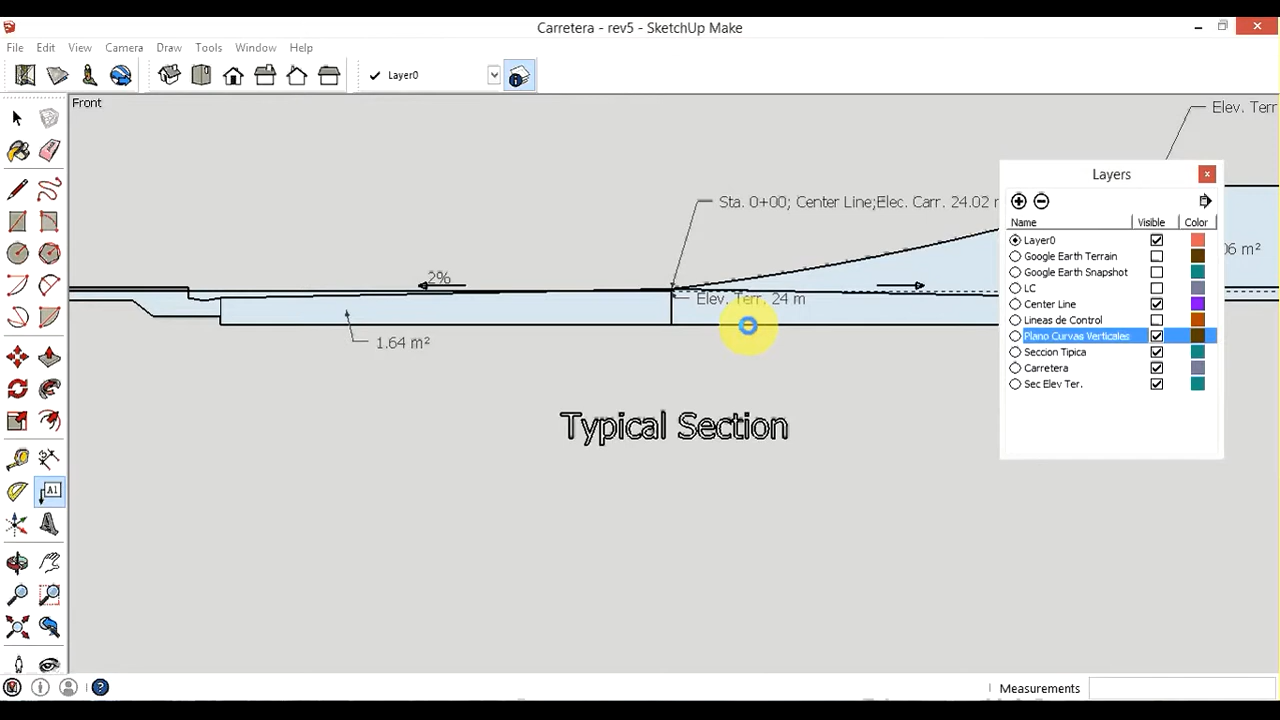 Carretera - rev5 - SketchUp Make
File Edit View Camera Draw Tools Window Help
Layer0
Front
Elev. Terr
Layers
Sta. 0+00; Center Line;Elec. Carr. 24.02
Name Visible Color
Layer0
Google Earth Terrain
06 m²
Google Earth Snapshot
2%
LC
Elev. Terr. 24 m
Center Line
Lineas de Control
1.64 m²
Plano Curvas Verticales
Seccion Tipica
Carretera
Sec Elev Ter.
Typical Section
A1
Measurements